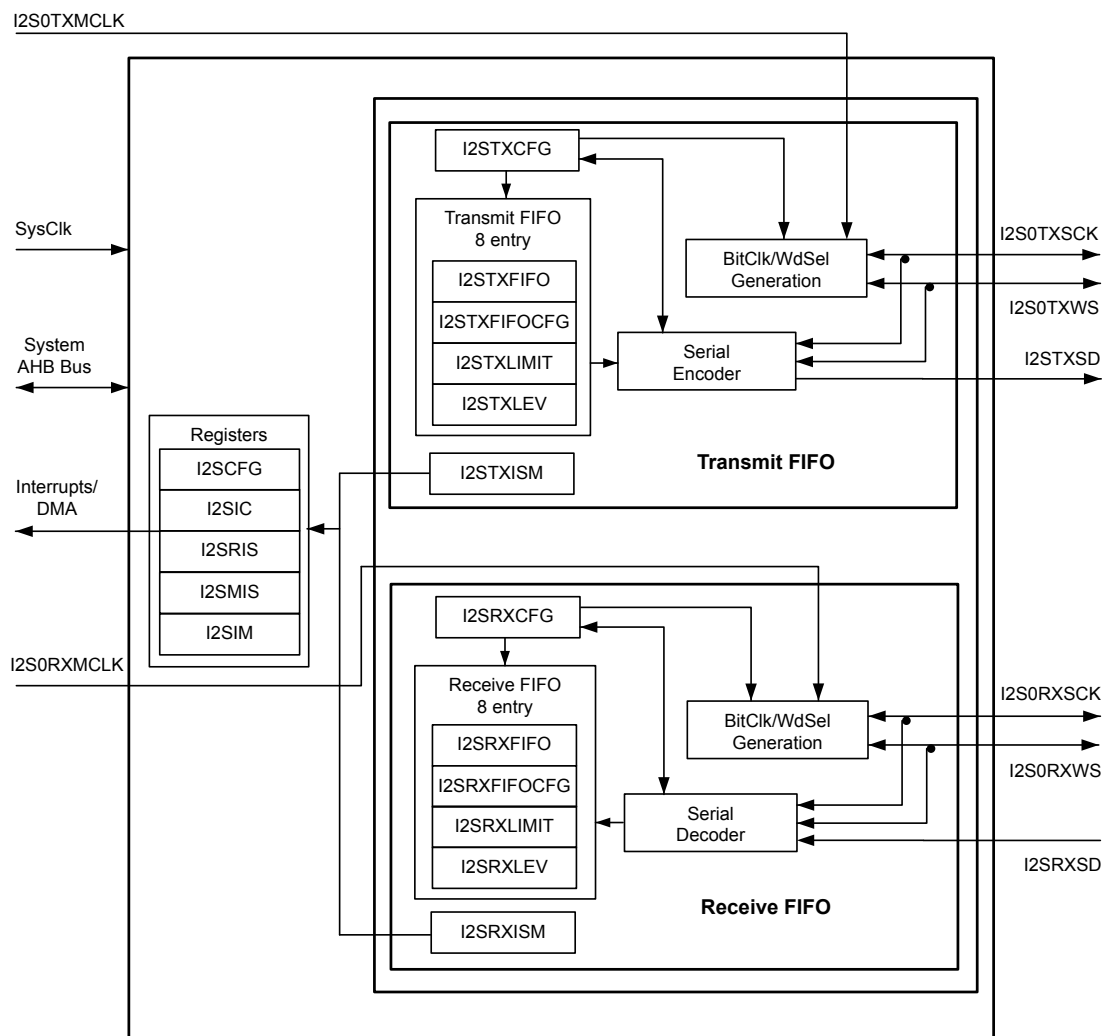 I2S0TXMCLK
I2STXCFG
Transmit FIFO
8 entry
I2STXFIFO
I2STXFIFOCFG
I2STXLIMIT
I2STXLEV
BitClk/WdSel
Generation
Serial
Encoder
I2STXISM
Transmit FIFO
SysClk
System
AHB Bus
Interrupts/
DMA
I2S0RXMCLK
Registers
I2SCFG
I2SIC
I2SRIS
I2SMIS
I2SIM
I2S0TXSCK
I2S0TXWS
I2STXSD
I2SRXCFG
Receive FIFO
8 entry
I2SRXFIFO
I2SRXFIFOCFG
I2SRXLIMIT
I2SRXLEV
BitClk/WdSel
Generation
Serial
Decoder
I2SRXISM
Receive FIFO
I2S0RXSCK
I2S0RXWS
I2SRXSD